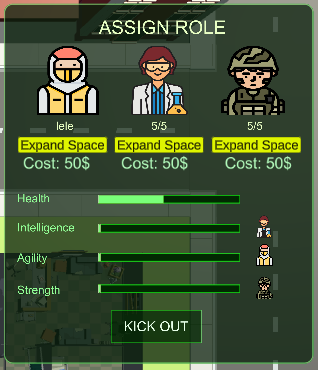 ASSIGN ROLE
lele 5/5 5/5
Expand Space Expand Space Expand Space
Cost: 50$ Cost: 50$ Cost: 50$
Health
Intelligence
Agility
Strength
KICK OUT